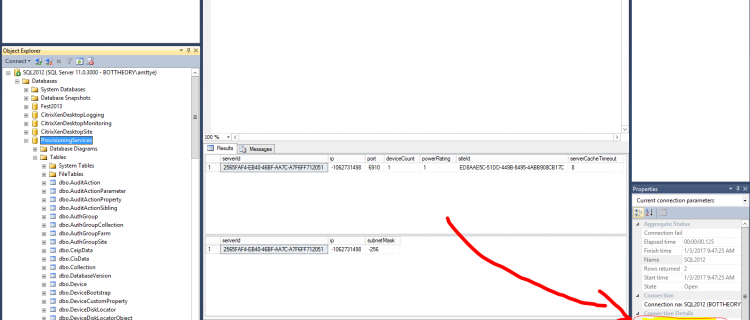 Object Explorer
Connect
SQL2012 (SQL Server 11.0.3000 - BOTTHEORY\amttye)
Databases
System Databases
Database Snapshots
Fest2013
CitrixXenDesktopLogging
CitrixXenDesktopMonitoring
CitrixXenDesktopSite
ProvisioningServices
Database Diagrams
Tables
System Tables
FileTables
dbo.AuditAction
dbo.AuditActionParameter
dbo.AuditActionProperty
dbo.AuditActionSibling
dbo.AuthGroup
dbo.AuthGroupCollection
dbo.AuthGroupFarm
dbo.AuthGroupSite
dbo.CeipData
dbo.CisData
dbo.Collection
dbo.DatabaseVersion
dbo.Device
dbo.DeviceBootstrap
dbo.DeviceCustomProperty
dbo.DeviceDiskLocator
dbo.DeviceDiskLocatorObject
100 %
Results Messages
serverId ip port deviceCount powerRating siteId serverCacheTimeout
1 2565FAF4-EB40-46BF-AA7C-A7F6FF712051 -1062731498 6910 1 1 ED8AAE5C-51DD-449B-8495-4ABB908CB17C 8
serverId ip subnetMask
1 2565FAF4-EB40-46BF-AA7C-A7F6FF712051 -1062731498 -256
Properties
Current connection parameters
Aggregate Status
Connection fail
Elapsed time 00:00:00.125
Finish time 1/3/2017 9:47:23 AM
Name SQL2012
Rows returned 2
Start time 1/3/2017 9:47:23 AM
State Open
Connection
Connection nar SQL2012 (BOTTHEOR
Connection Details